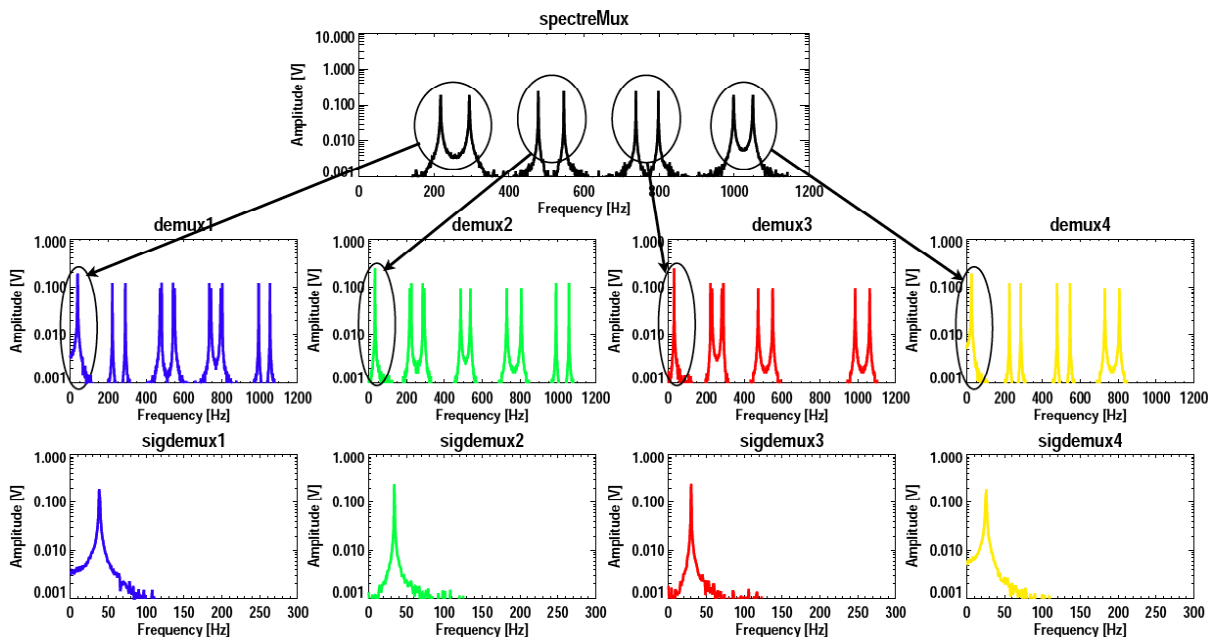 spectreMux
Amplitude [V]
10.000
1.000
0.100
0.010
0.001
0 200 400 600 800 1000 1200
Frequency [Hz]
demux1
Amplitude [V]
1.000
0.100
0.010
0.001
0 200 400 600 800 1000 1200
Frequency [Hz]
demux2
Amplitude [V]
1.000
0.100
0.010
0.001
0 200 400 600 800 1000 1200
Frequency [Hz]
demux3
Amplitude [V]
1.000
0.100
0.010
0.001
0 200 400 600 800 1000 1200
Frequency [Hz]
demux4
Amplitude [V]
1.000
0.100
0.010
0.001
0 200 400 600 800 1000 1200
Frequency [Hz]
sigdemux1
Amplitude [V]
1.000
0.100
0.010
0.001
0 50 100 150 200 250 300
Frequency [Hz]
sigdemux2
Amplitude [V]
1.000
0.100
0.010
0.001
0 50 100 150 200 250 300
Frequency [Hz]
sigdemux3
Amplitude [V]
1.000
0.100
0.010
0.001
0 50 100 150 200 250 300
Frequency [Hz]
sigdemux4
Amplitude [V]
1.000
0.100
0.010
0.001
0 50 100 150 200 250 300
Frequency [Hz]